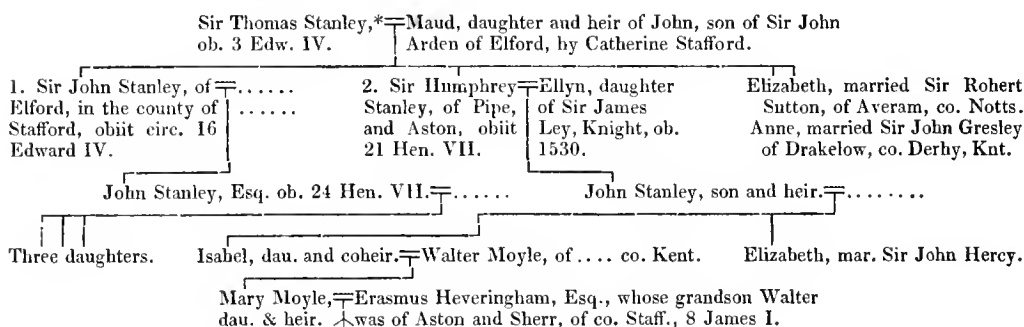 Sir Thomas Stanley,* Maud, daughter and heir of John, son of Sir John
ob. 3 Edw. IV. Arden of Elford, by Catherine Stafford.
1. Sir John Stanley, of ......
Elford, in the county of ......
Stafford, obiit circ. 16
Edward IV.
2. Sir Humphrey Ellyn, daughter
Stanley, of Pipe, of Sir James
and Aston, obiit Ley, Knight, ob.
21 Hen. VII. 1530.
Elizabeth, married Sir Robert
Sutton, of Averam, co. Notts.
Anne, married Sir John Gresley
of Drakelow, co. Derhy, Knt.
John Stanley, Esq. ob. 24 Hen. VII. ......
John Stanley, son and heir. ........
Three daughters.
Isabel, dau. and coheir. Walter Moyle, of .... co. Kent.
Elizabeth, mar. Sir John Hercy.
Mary Moyle, Erasmus Heveringham, Esq., whose grandson Walter
dau. & heir. was of Aston and Sherr, of co. Staff., 8 James I.